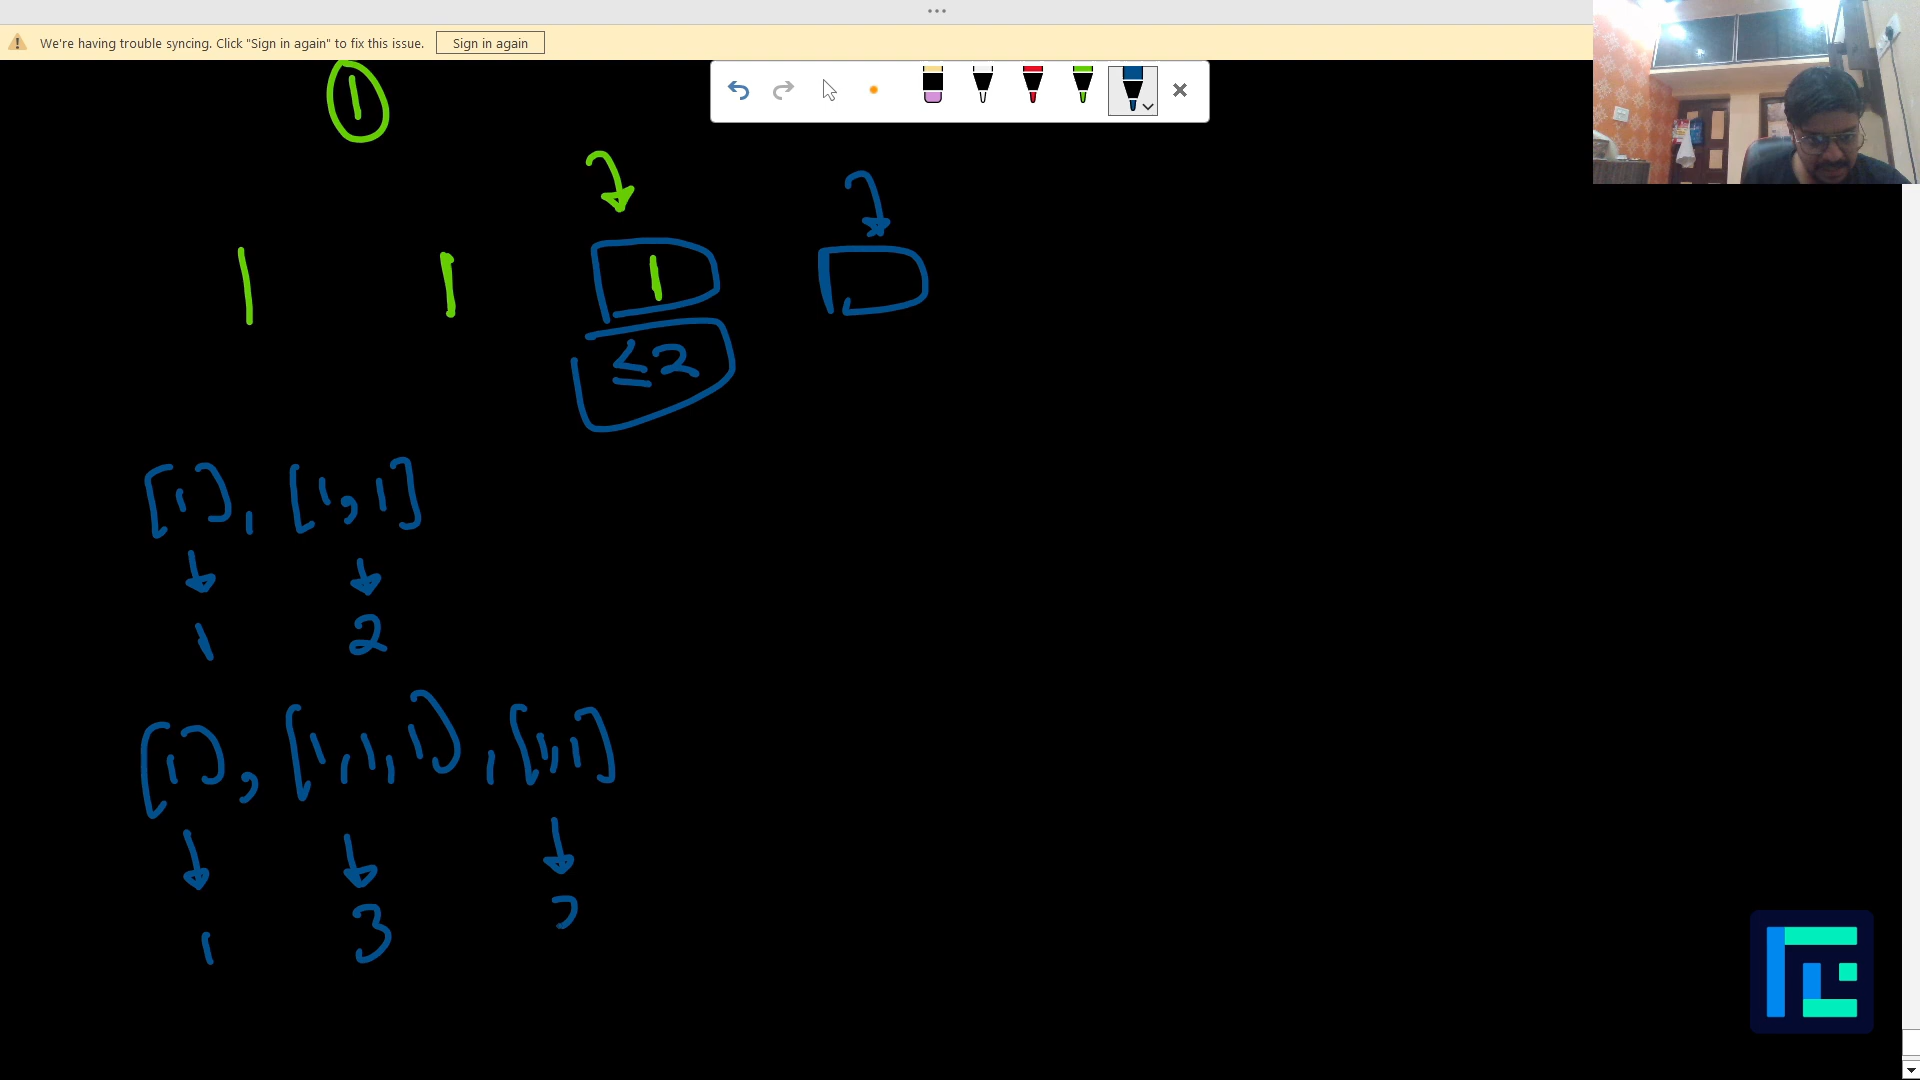 We're having trouble syncing. Click "Sign in again" to fix this issue. Sign in again
1
1 1 1
≤2
[1], [1,1]
1 2
[1], [1,1,1], [1,1]
1 3